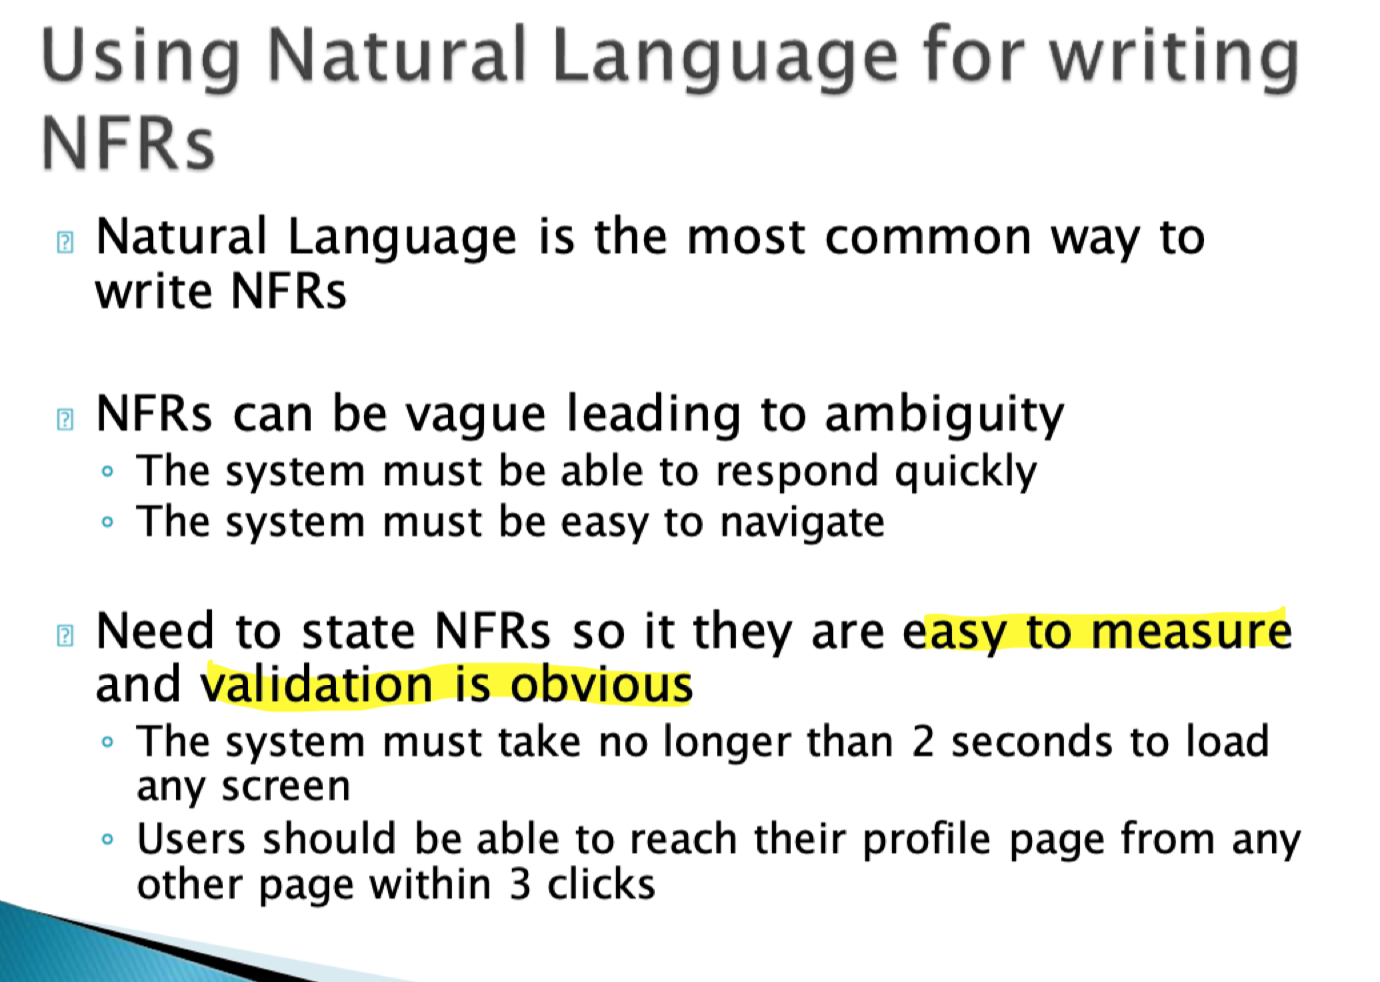 Using Natural Language for writing
NFRs
Natural Language is the most common way to
write NFRs
NFRs can be vague leading to ambiguity
The system must be able to respond quickly
The system must be easy to navigate
Need to state NFRs so it they are easy to measure
and validation is obvious
The system must take no longer than 2 seconds to load
any screen
Users should be able to reach their profile page from any
other page within 3 clicks